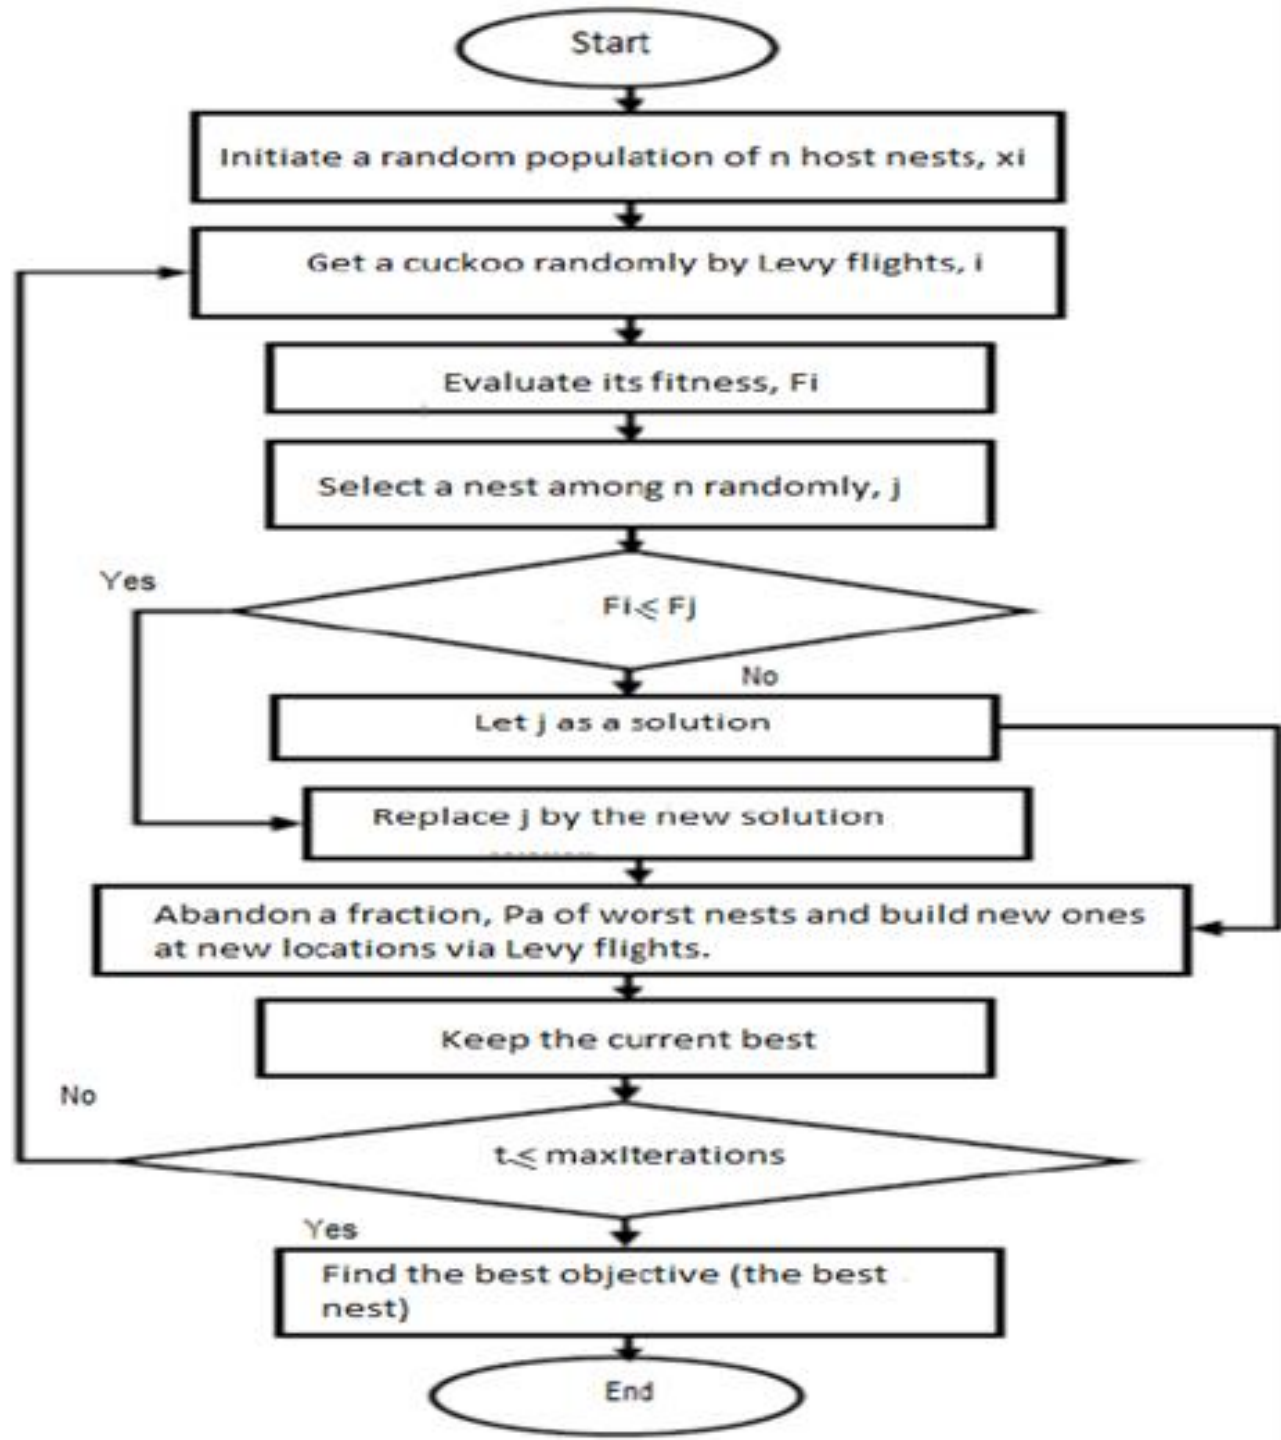 Start
Initiate a random population of n host nests, xi
Get a cuckoo randomly by Levy flights, i
Evaluate its fitness, Fi
Select a nest among n randomly, j
Yes
Fi⩽ Fj
No
Let j as a solution
Replace j by the new solution
Abandon a fraction, Pa of worst nests and build new ones
at new locations via Levy flights.
Keep the current best
No
t⩽ maxIterations
Yes
Find the best objective (the best
nest)
End